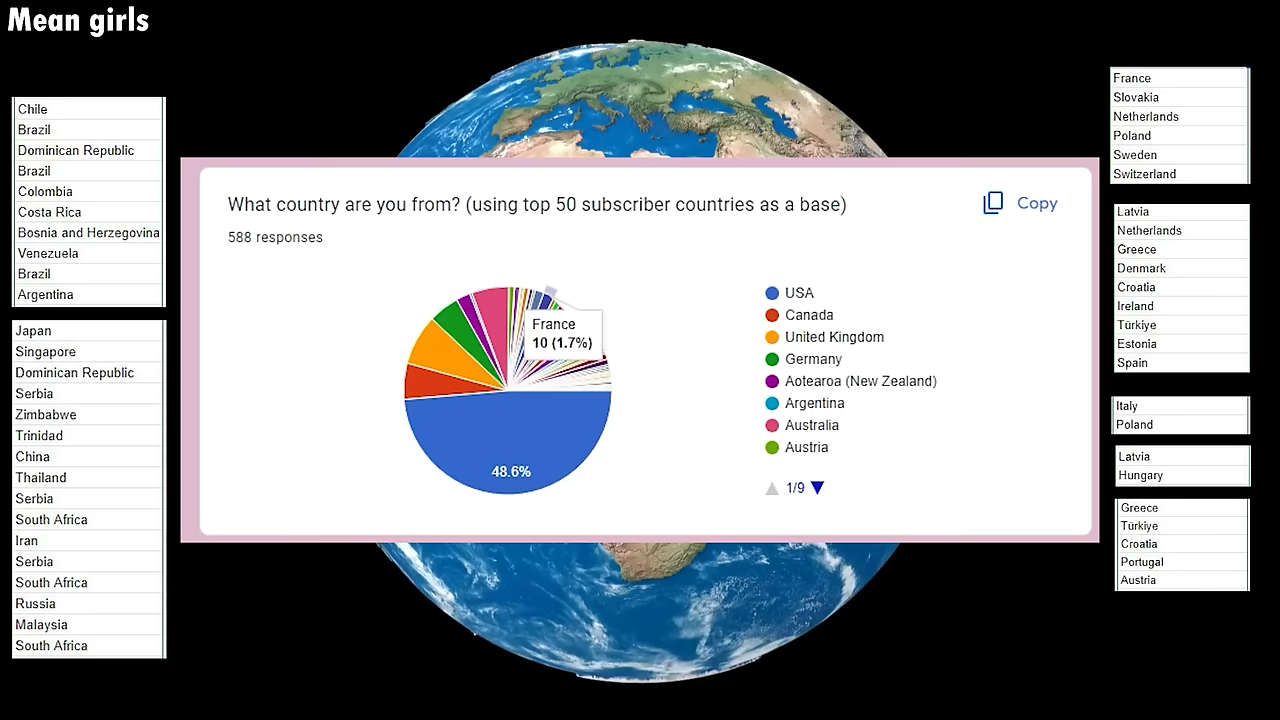 Mean girls
Chile
Brazil
Dominican Republic
Brazil
Colombia
Costa Rica
Bosnia and Herzegovina
Venezuela
Brazil
Argentina
Japan
Singapore
Dominican Republic
Serbia
Zimbabwe
Trinidad
China
Thailand
Serbia
South Africa
Iran
Serbia
South Africa
Russia
Malaysia
South Africa
What country are you from? (using top 50 subscriber countries as a base)
Copy
588 responses
France
10 (1.7%)
48.6%
USA
Canada
United Kingdom
Germany
Aotearoa (New Zealand)
Argentina
Australia
Austria
1/9
France
Slovakia
Netherlands
Poland
Sweden
Switzerland
Latvia
Netherlands
Greece
Denmark
Croatia
Ireland
Türkiye
Estonia
Spain
Italy
Poland
Latvia
Hungary
Greece
Türkiye
Croatia
Portugal
Austria